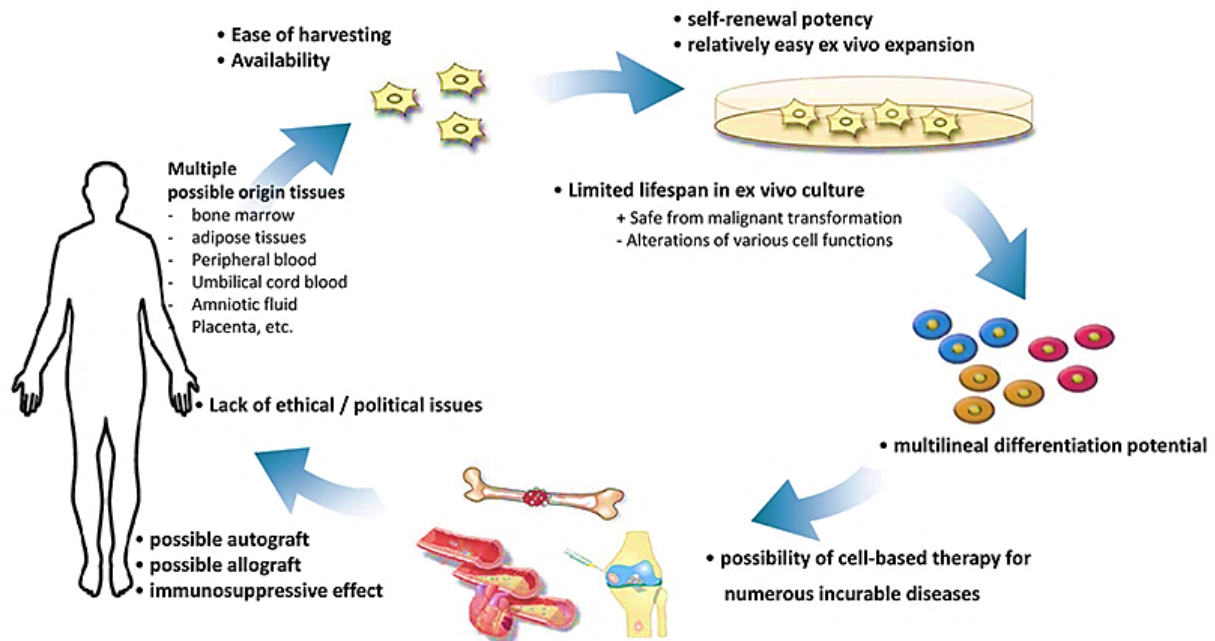 • Ease of harvesting
• Availability
• self-renewal potency
• relatively easy ex vivo expansion
Multiple
possible origin tissues
- bone marrow
- adipose tissues
- Peripheral blood
- Umbilical cord blood
- Amniotic fluid
- Placenta, etc.
• Limited lifespan in ex vivo culture
+ Safe from malignant transformation
- Alterations of various cell functions
• multilineal differentiation potential
• Lack of ethical / political issues
• possible autograft
• possible allograft
• immunosuppressive effect
• possibility of cell-based therapy for
numerous incurable diseases